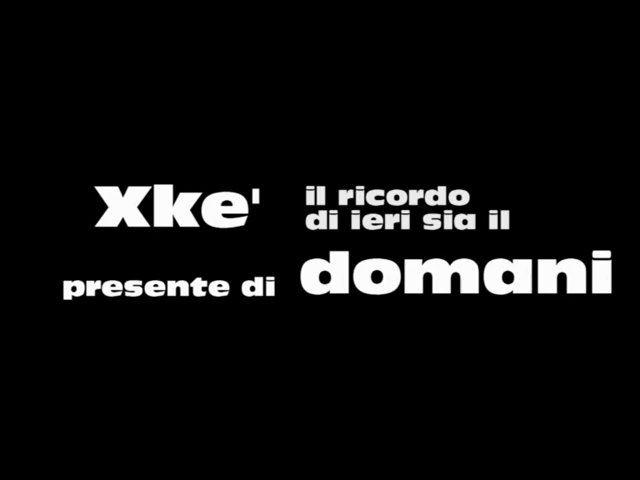 Xke'
il ricordo
di ieri sia il
presente di
domani